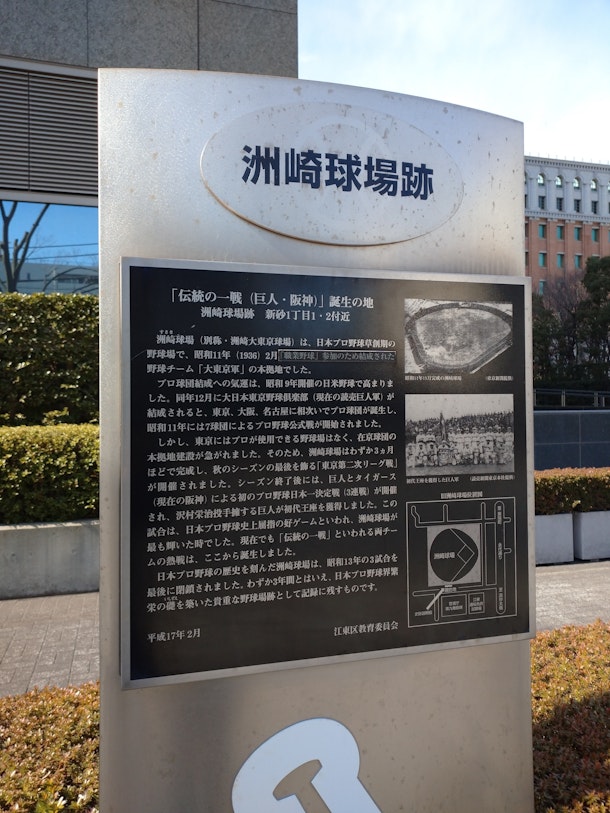 洲崎球場跡
「伝統の一戦（巨人・阪神）」誕生の地
洲崎球場跡　新砂1丁目1・2付近
洲崎球場（別称・洲崎大東京球場）は、日本プロ野球草創期の
野球場で、昭和11年（1936）2月「職業野球」参加のため結成された
野球チーム「大東京軍」の本拠地でした。
プロ球団結成への気運は、昭和9年開催の日米野球で高まりま
した。同年12月に大日本東京野球倶楽部（現在の読売巨人軍）が
結成されると、東京、大阪、名古屋に相次いでプロ球団が誕生し、
昭和11年には7球団によるプロ野球公式戦が開始されました。
しかし、東京にはプロが使用できる野球場はなく、在京球団の
本拠地建設が急がれました。そのため、洲崎球場はわずか3ヵ月
ほどで完成し、秋のシーズンの最後を飾る「東京第二次リーグ戦」
が開催されました。シーズン終了後には、巨人とタイガース
（現在の阪神）による初のプロ野球日本一決定戦（3連戦）が開催
され、沢村栄治投手擁する巨人が初代王座を獲得しました。この
試合は、日本プロ野球史上屈指の好ゲームといわれ、洲崎球場が
最も輝いた時でした。現在でも「伝統の一戦」といわれる両チー
ムの熱戦は、ここから誕生しました。
日本プロ野球の歴史を刻んだ洲崎球場は、昭和13年の3試合を
最後に閉鎖されました。わずか3年間とはいえ、日本プロ野球界繁
栄の礎を築いた貴重な野球場跡として記録に残すものです。
平成17年2月　江東区教育委員会
初代王座を獲得した巨人軍
旧洲崎球場位置図
洲崎球場